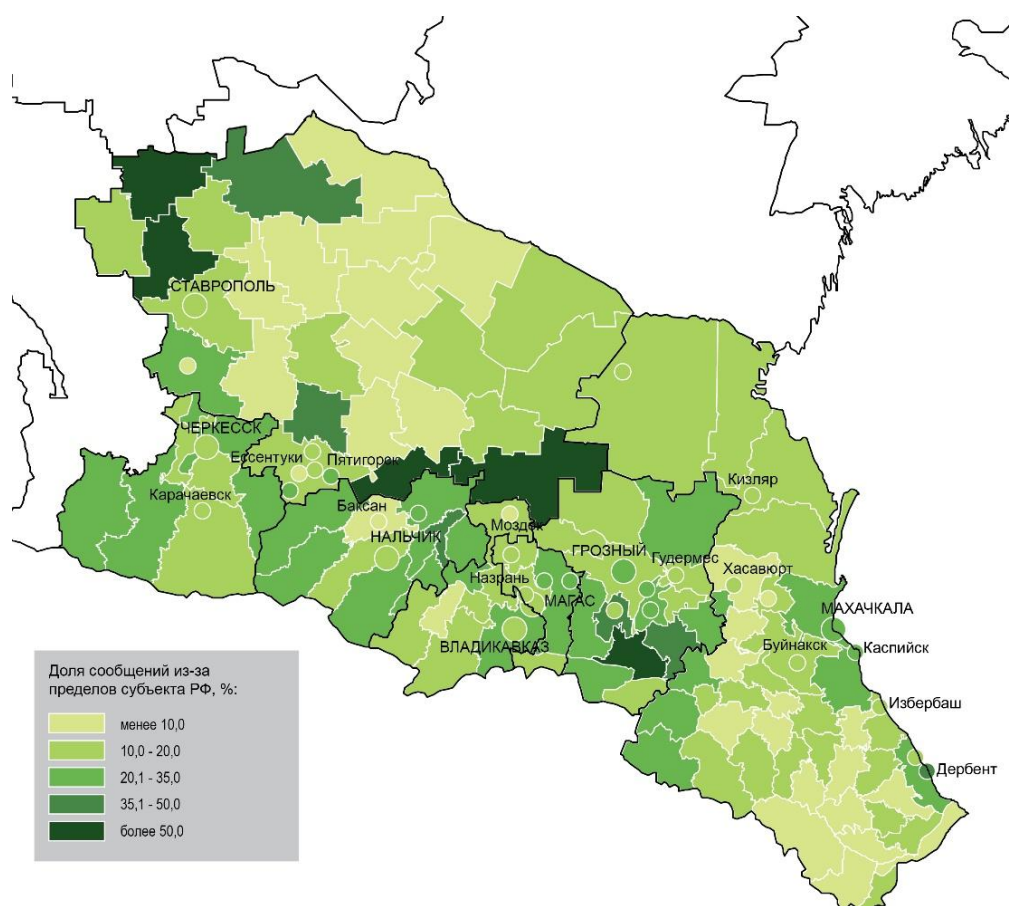 СТАВРОПОЛЬ
ЧЕРКЕССК
Ессентуки
Пятигорск
Кизляр
Карачаевск
Баксан
Моздок
НАЛЬЧИК
ГРОЗНЫЙ
Гудермес
Хасавюрт
Назрань
МАГАС
МАХАЧКАЛА
ВЛАДИКАВКАЗ
Буйнакск
Каспийск
Избербаш
Дербент
Доля сообщений из-за
пределов субъекта РФ, %:
менее 10,0
10,0 - 20,0
20,1 - 35,0
35,1 - 50,0
более 50,0